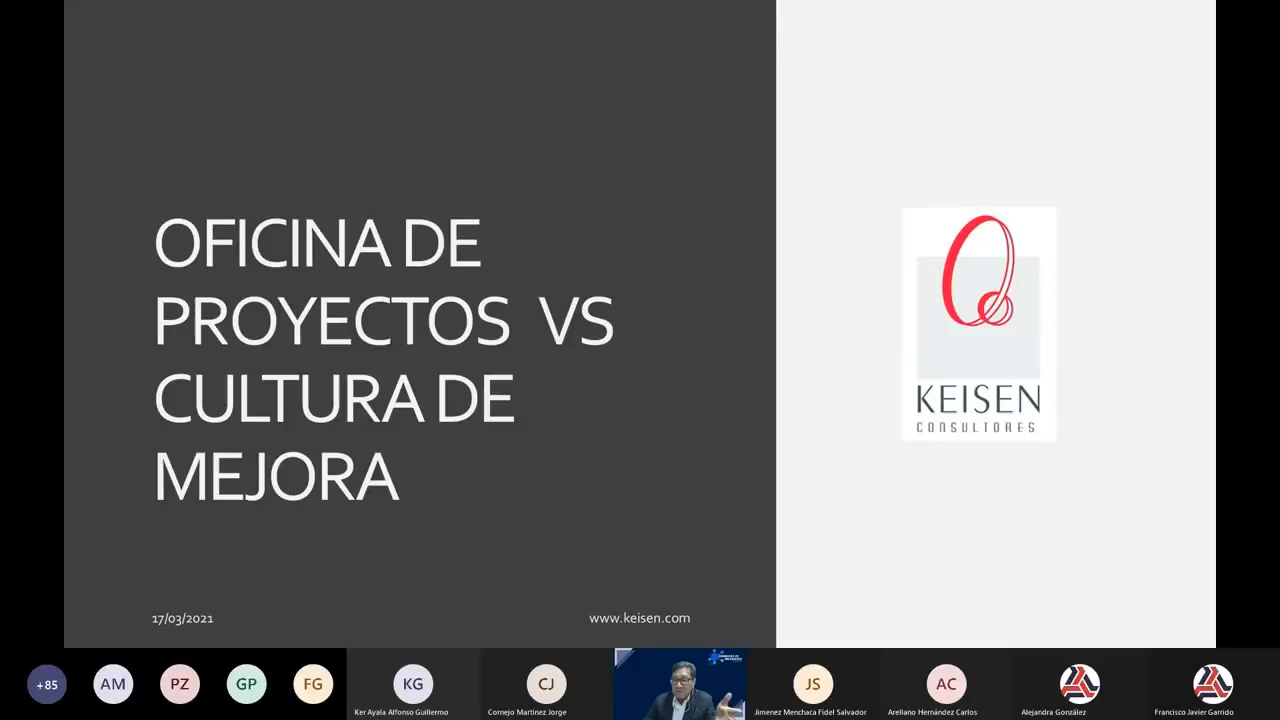 OFICINA DE
PROYECTOS VS
CULTURA DE
MEJORA
17/03/2021
www.keisen.com
KEISEN
CONSULTORES
+85
AM
PZ
GP
FG
KG
Ker Ayala Alfonso Guillermo
CJ
Cornejo Martínez Jorge
JS
Jimenez Menchaca Fidel Salvador
AC
Arellano Hernández Carlos
Alejandra González
Francisco Javier Garrido